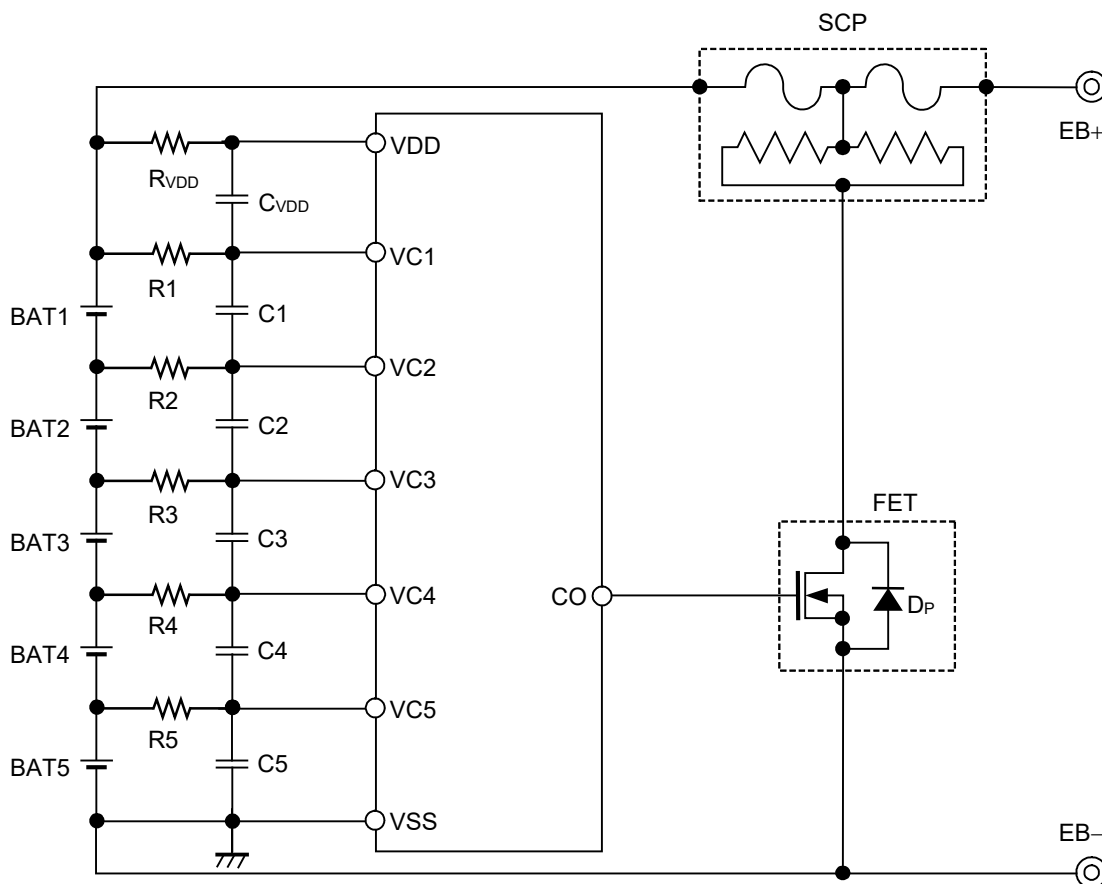 SCP
EB+
VDD
RVDD
CVDD
VC1
R1
BAT1
C1
VC2
R2
BAT2
C2
VC3
R3
FET
BAT3
C3
VC4
CO
DP
R4
BAT4
C4
VC5
R5
BAT5
C5
VSS
EB−